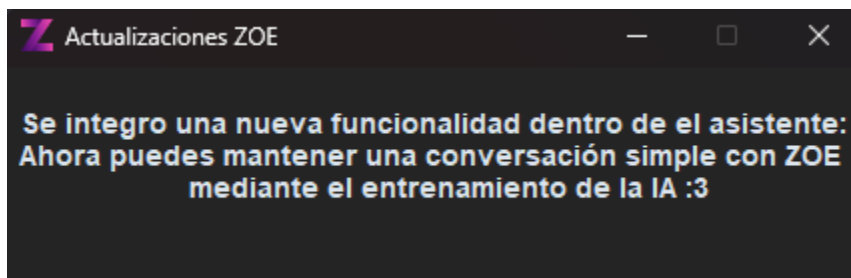 Z Actualizaciones ZOE
Se integro una nueva funcionalidad dentro de el asistente:
Ahora puedes mantener una conversación simple con ZOE
mediante el entrenamiento de la IA :3